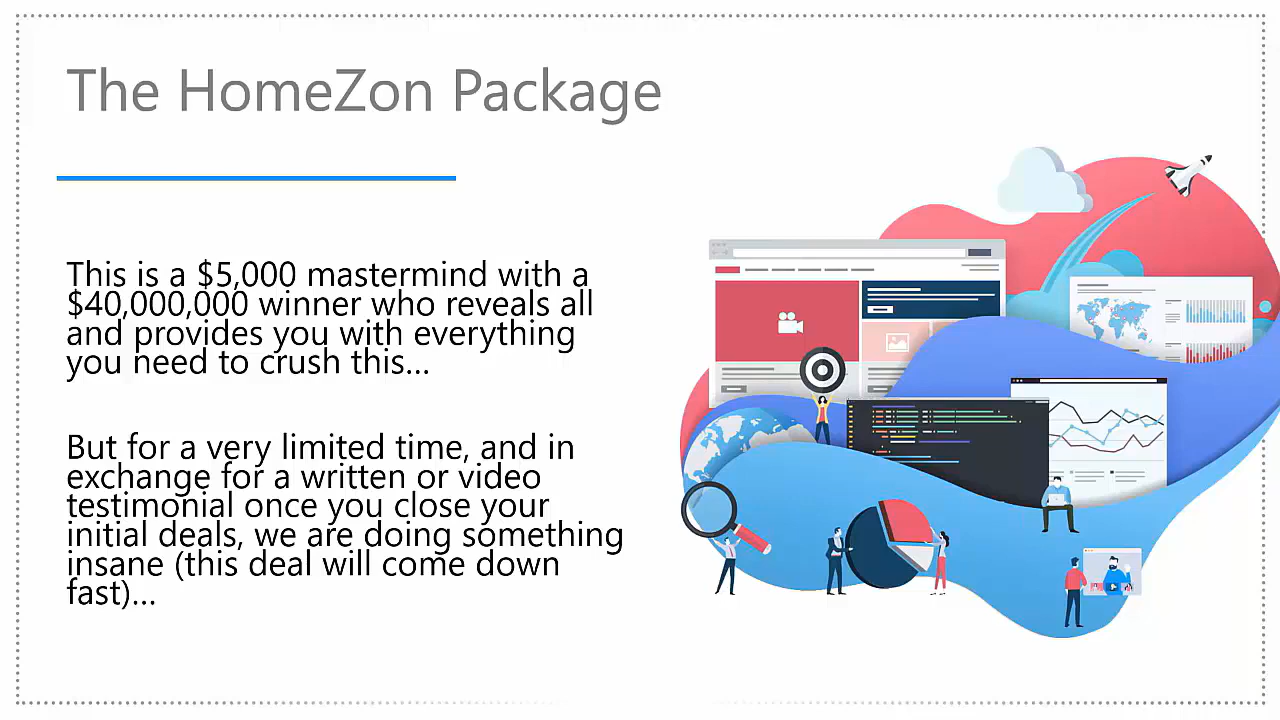 The HomeZon Package
This is a $5,000 mastermind with a
$40,000,000 winner who reveals all
and provides you with everything
you need to crush this...
But for a very limited time, and in
exchange for a written or video
testimonial once you close your
initial deals, we are doing something
insane (this deal will come down
fast)...